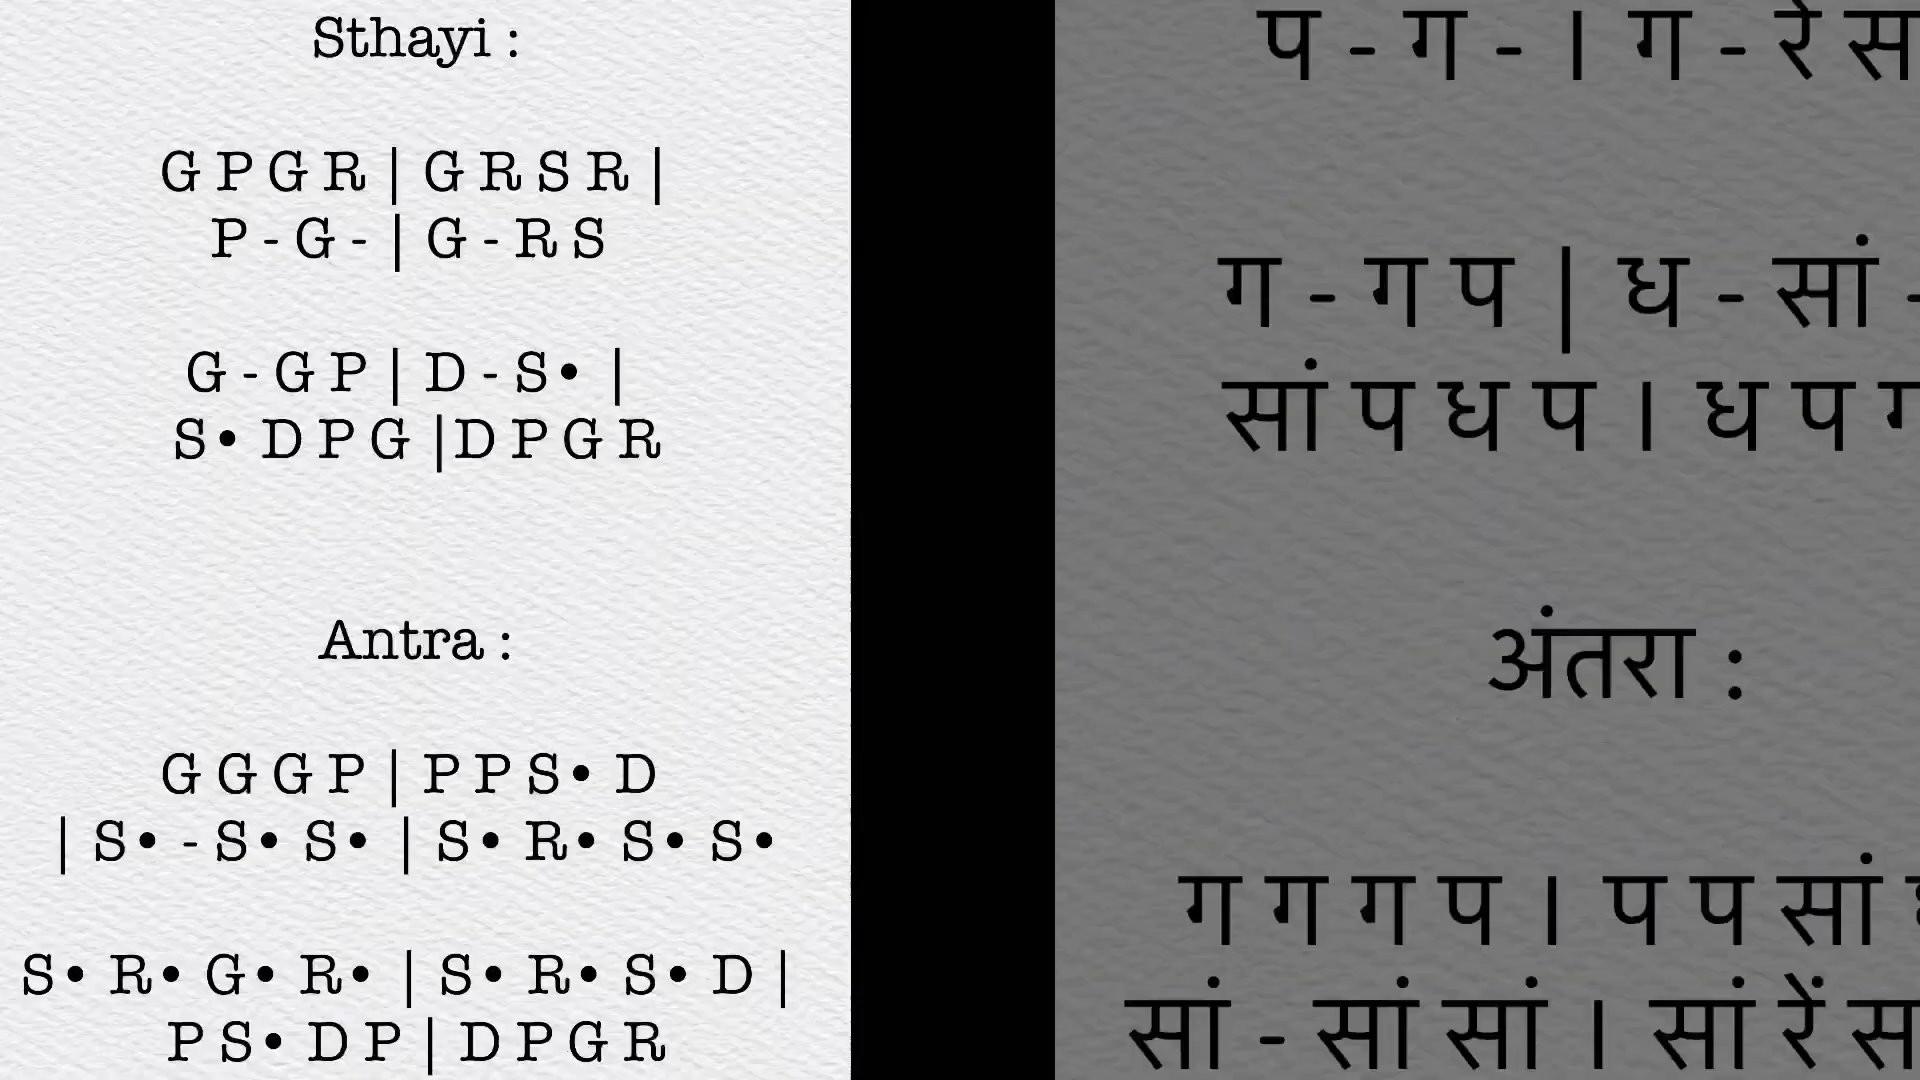 Sthayi :
G P G R | G R S R |
P - G - | G - R S
G - G P | D - S• |
S• D P G |D P G R
Antra :
G G G P | P P S• D
| S• - S• S• | S• R• S• S•
S• R• G• R• | S• R• S• D |
P S• D P | D P G R
प - ग - । ग - रे स
ग - ग प | ध - सां -
सां प ध प । ध प
अंतरा :
ग ग ग प । प प सां
सां - सां सां । सां रें